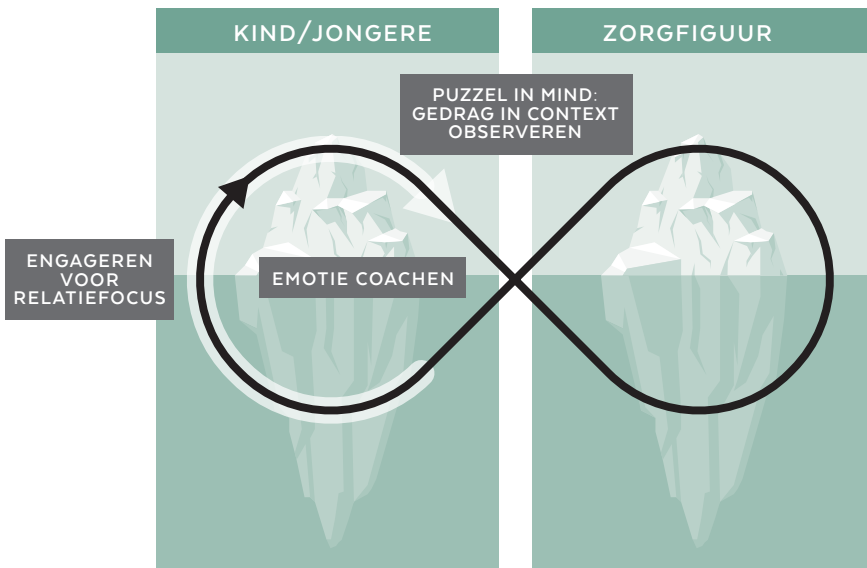 KIND/JONGERE
ZORGFIGUUR
PUZZEL IN MIND:
GEDRAG IN CONTEXT
OBSERVEREN
ENGAGEREN
VOOR
RELATIEFOCUS
EMOTIE COACHEN